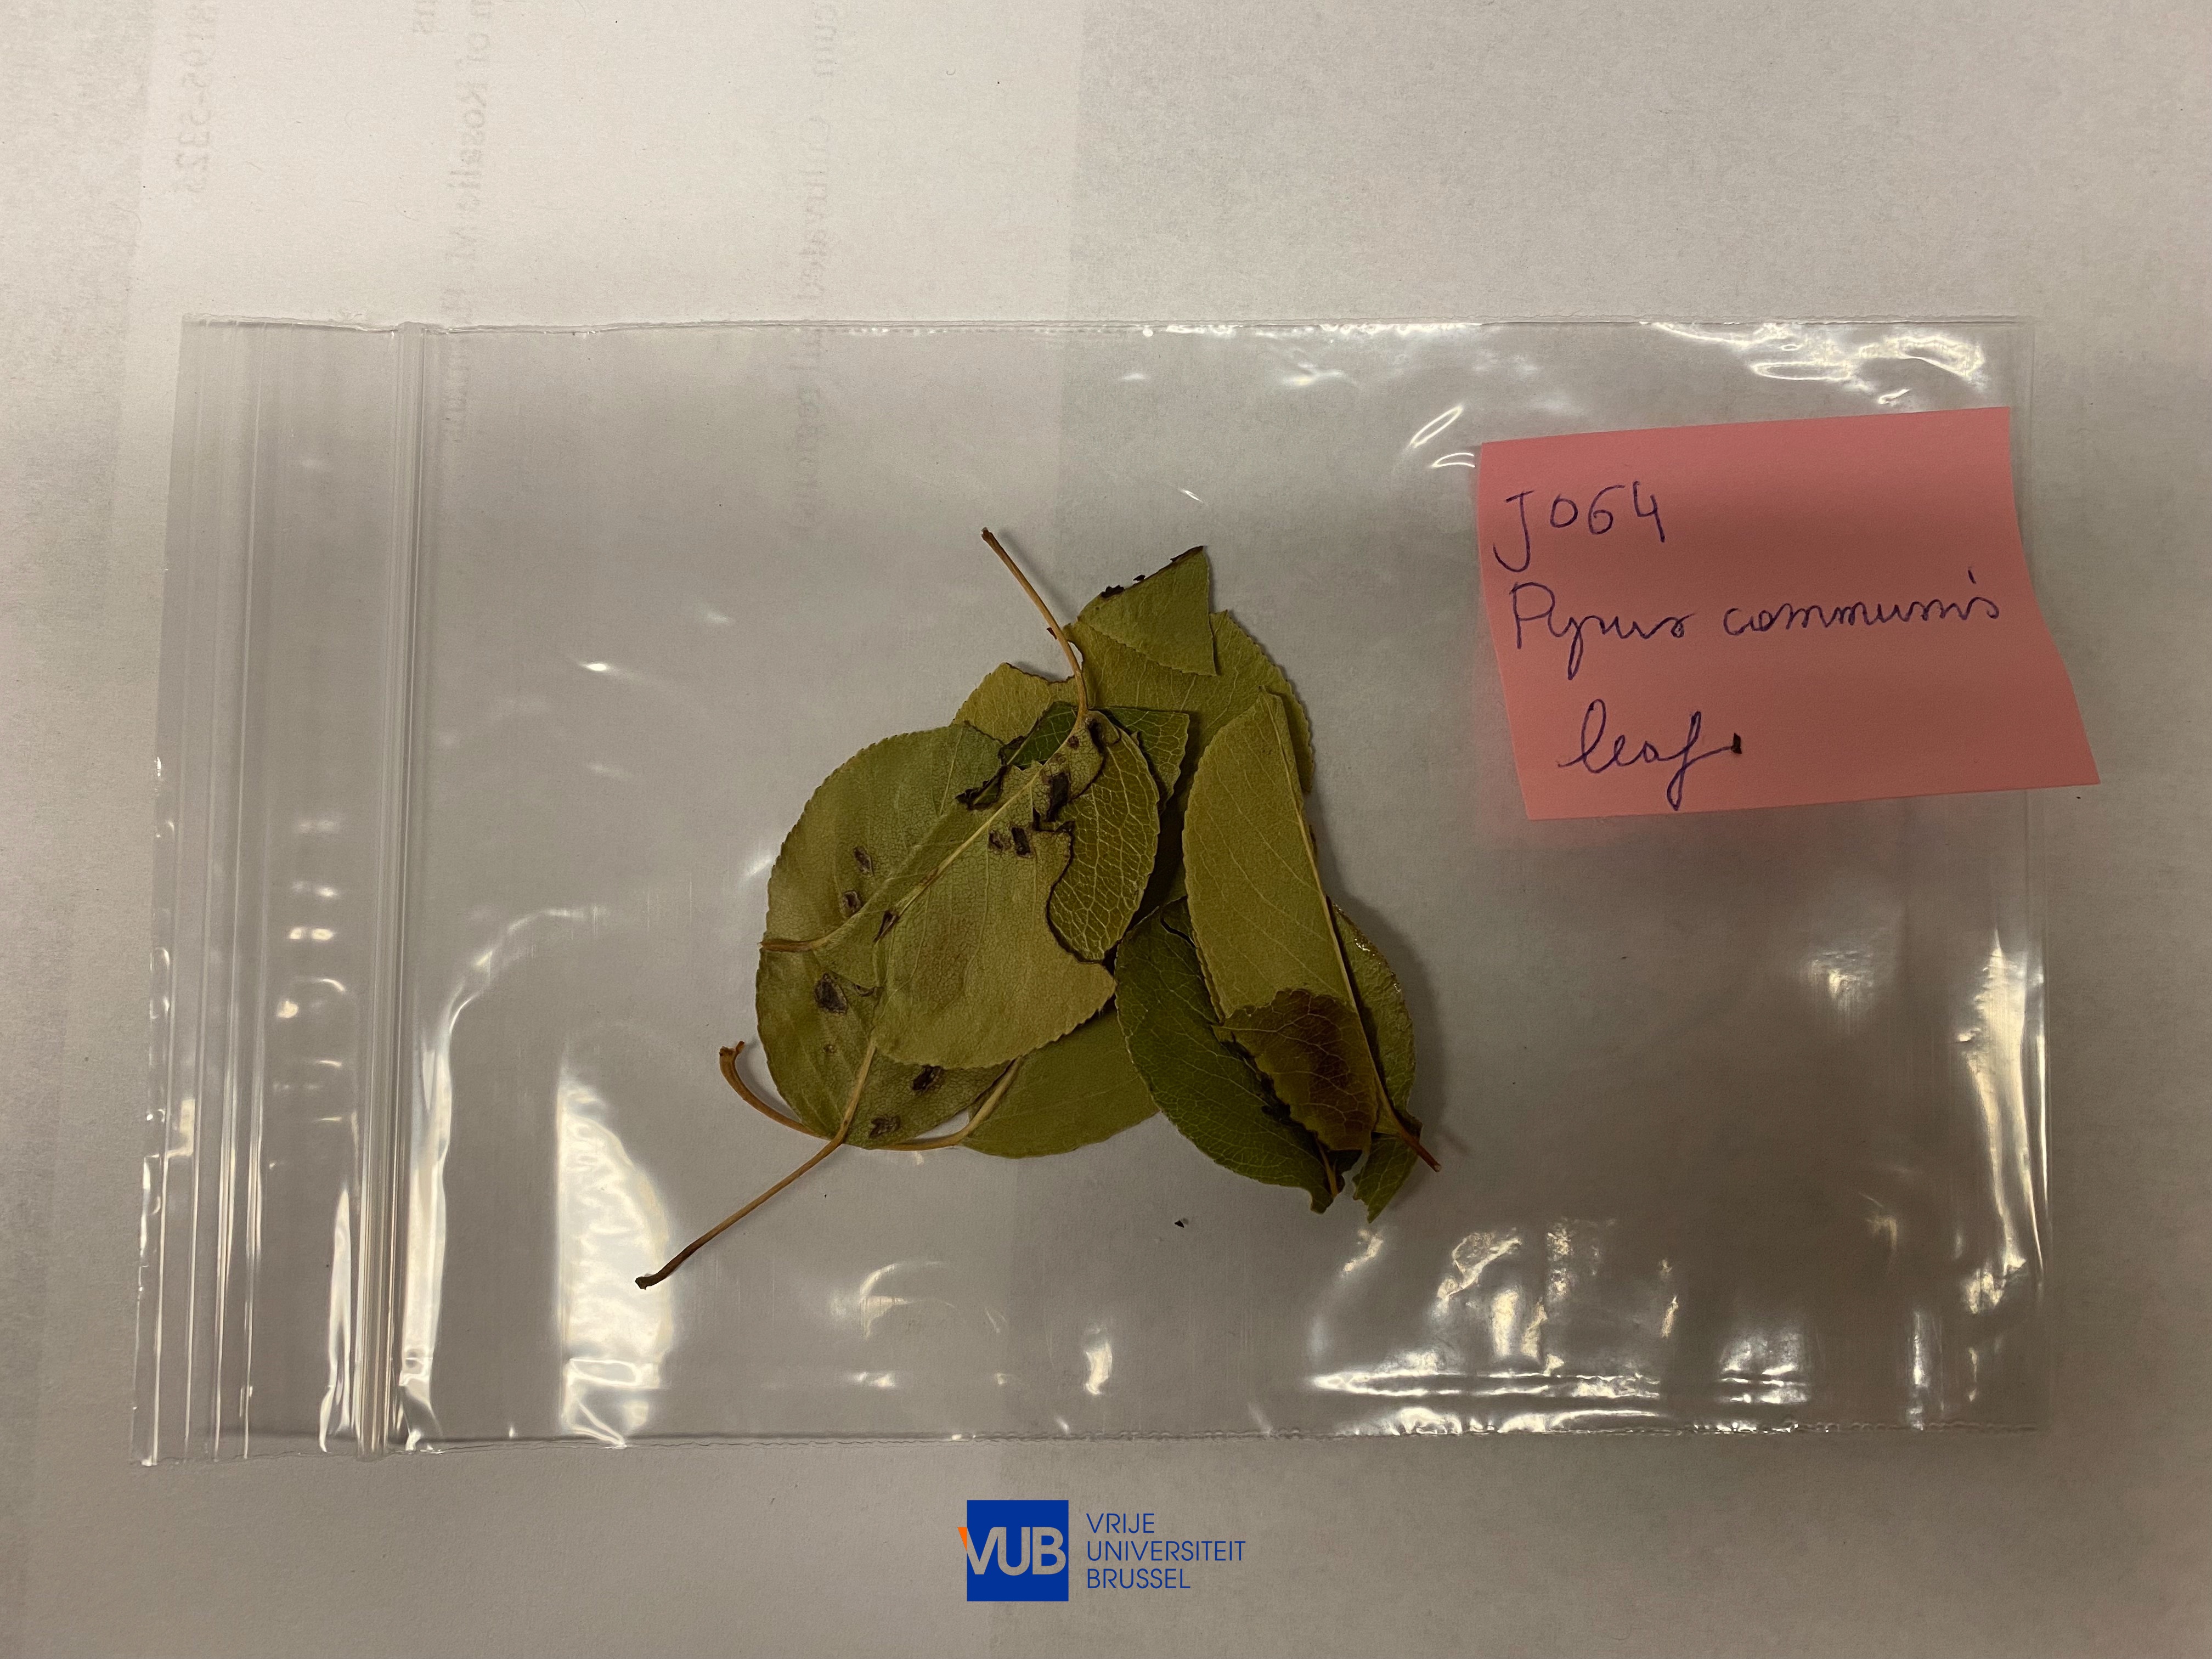 J064
Pyrus communis
leaf
VUB
VRIJE
UNIVERSITEIT
BRUSSEL